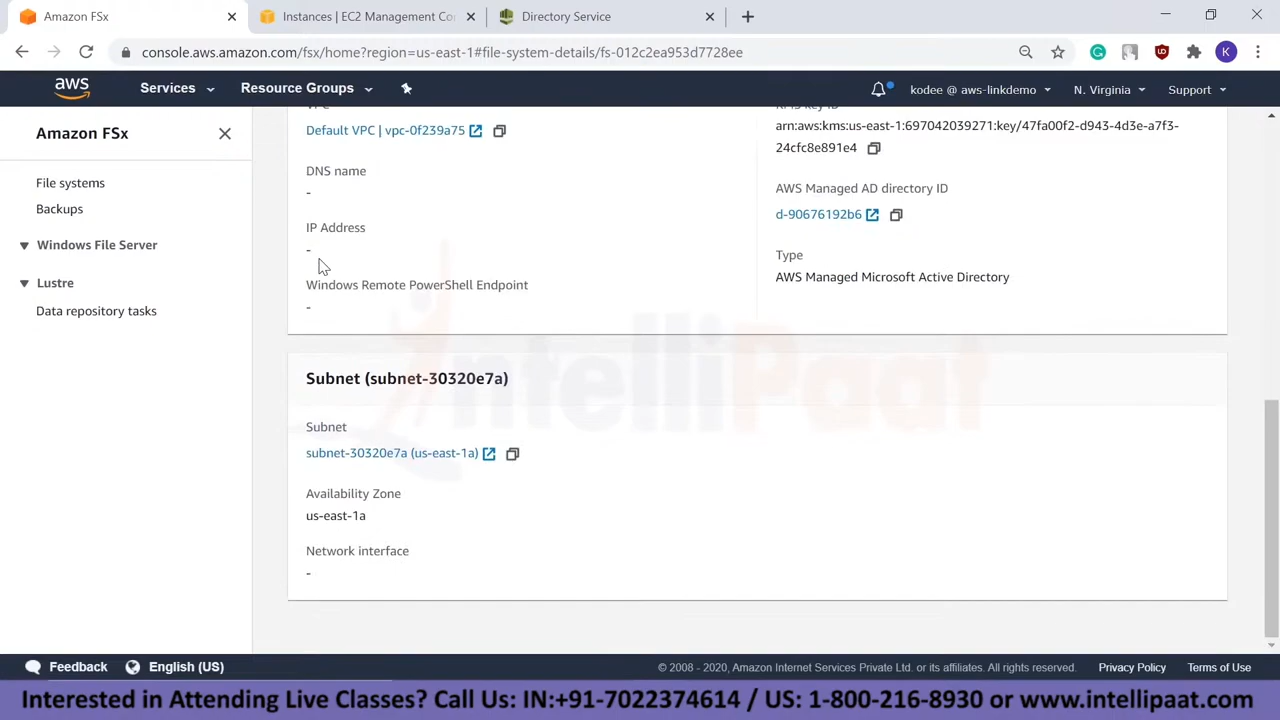 Amazon FSx
Instances | EC2 Management Co
Directory Service
console.aws.amazon.com/fsx/home?region=us-east-1#file-system-details/fs-012c2ea953d7728ee
K
aws
Services
Resource Groups
kodee @ aws-linkdemo
N. Virginia
Support
Amazon FSx
File systems
Backups
Windows File Server
Lustre
Data repository tasks
VPC
Default VPC | vpc-0f239a75
DNS name
-
IP Address
-
Windows Remote PowerShell Endpoint
-
KMS key ID
arn:aws:kms:us-east-1:697042039271:key/47fa00f2-d943-4d3e-a7f3-
24cfc8e891e4
AWS Managed AD directory ID
d-90676192b6
Type
AWS Managed Microsoft Active Directory
IntelliPaat
Subnet (subnet-30320e7a)
Subnet
subnet-30320e7a (us-east-1a)
Availability Zone
us-east-1a
Network interface
-
Feedback
English (US)
© 2008 - 2020, Amazon Internet Services Private Ltd. or its affiliates. All rights reserved.
Privacy Policy
Terms of Use
Interested in Attending Live Classes? Call Us: IN:+91-7022374614 / US: 1-800-216-8930 or www.intellipaat.com